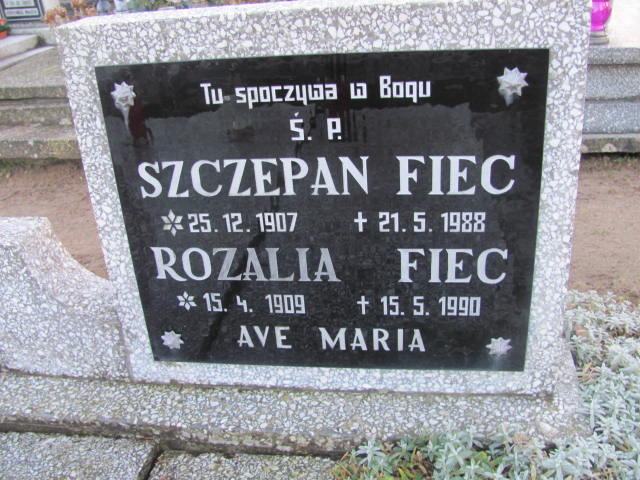 Tu spoczywa w Bogu
Ś. P.
SZCZEPAN FIEC
25. 12. 1907 † 21. 5. 1988
ROZALIA FIEC
15. 4. 1909 † 15. 5. 1990
AVE MARIA